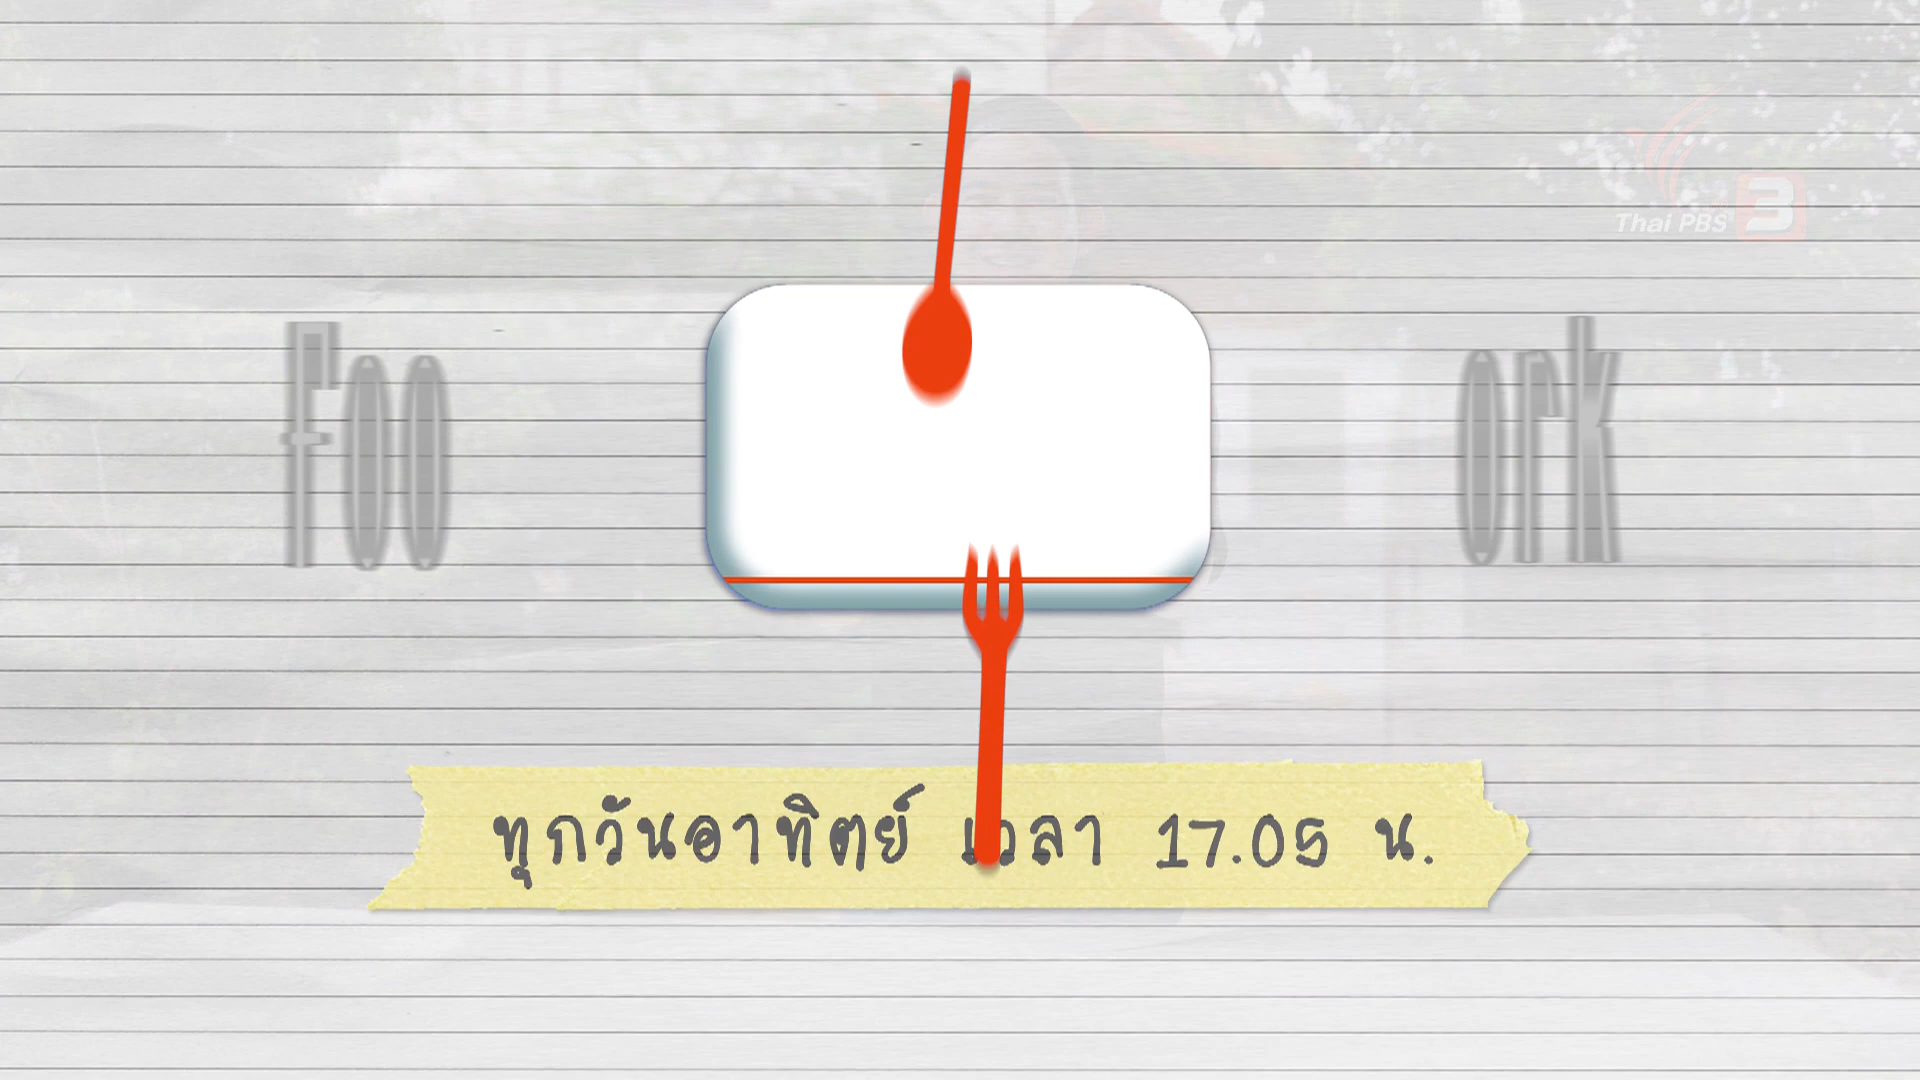 Thai PBS 3
Foo ork
ทุกวันอาทิตย์ เวลา 17.05 น.